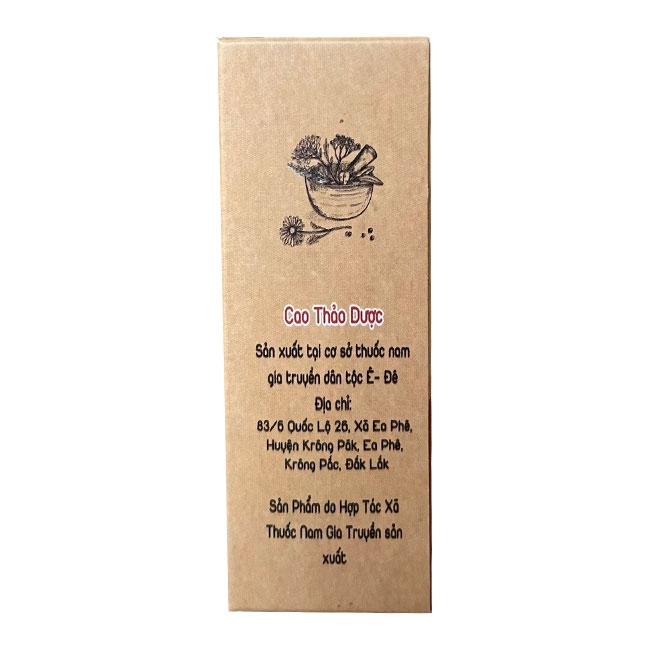 Cao Thảo Dược
Sản xuất tại cơ sở thuốc nam
gia truyền dân tộc Ê- Đê
Địa chỉ:
83/6 Quốc Lộ 26, Xã Ea Phê,
Huyện Krông Păk, Ea Phê,
Krông Pắc, Đắk Lắk
Sản Phẩm do Hợp Tác Xã
Thuốc Nam Gia Truyền sản
xuất